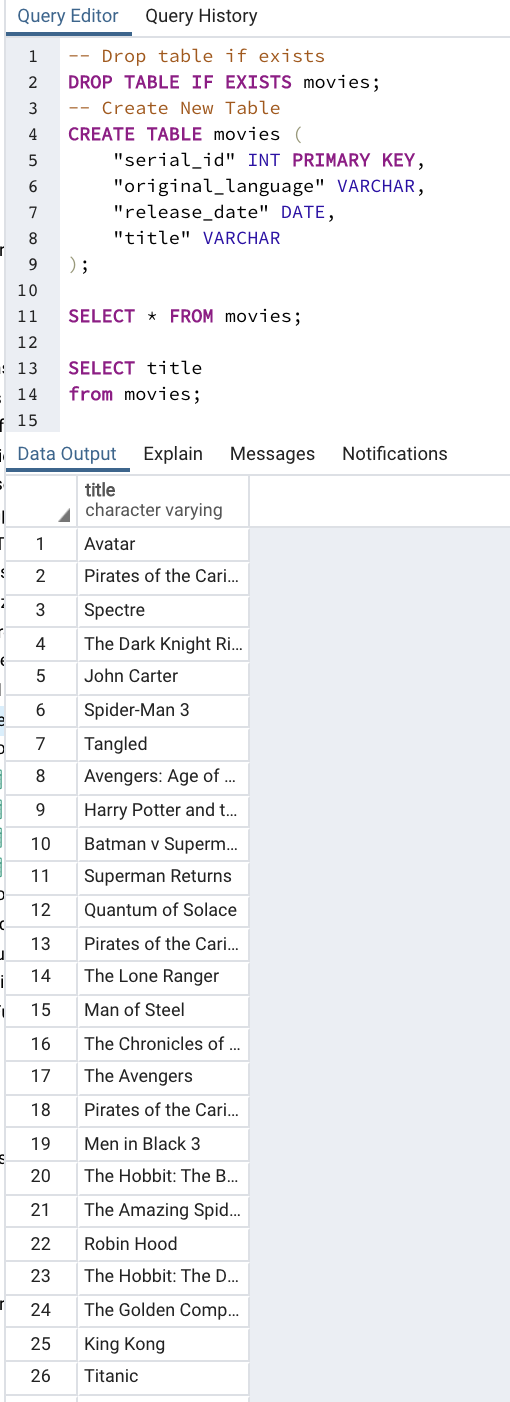 Query Editor Query History
1 -- Drop table if exists
2 DROP TABLE IF EXISTS movies;
3 -- Create New Table
4 CREATE TABLE movies (
5 "serial_id" INT PRIMARY KEY,
6 "original_language" VARCHAR,
7 "release_date" DATE,
8 "title" VARCHAR
9 );
10
11 SELECT * FROM movies;
12
13 SELECT title
14 from movies;
15
Data Output Explain Messages Notifications
title
character varying
1 Avatar
2 Pirates of the Cari...
3 Spectre
4 The Dark Knight Ri...
5 John Carter
6 Spider-Man 3
7 Tangled
8 Avengers: Age of ...
9 Harry Potter and t...
10 Batman v Superm...
11 Superman Returns
12 Quantum of Solace
13 Pirates of the Cari...
14 The Lone Ranger
15 Man of Steel
16 The Chronicles of ...
17 The Avengers
18 Pirates of the Cari...
19 Men in Black 3
20 The Hobbit: The B...
21 The Amazing Spid...
22 Robin Hood
23 The Hobbit: The D...
24 The Golden Comp...
25 King Kong
26 Titanic